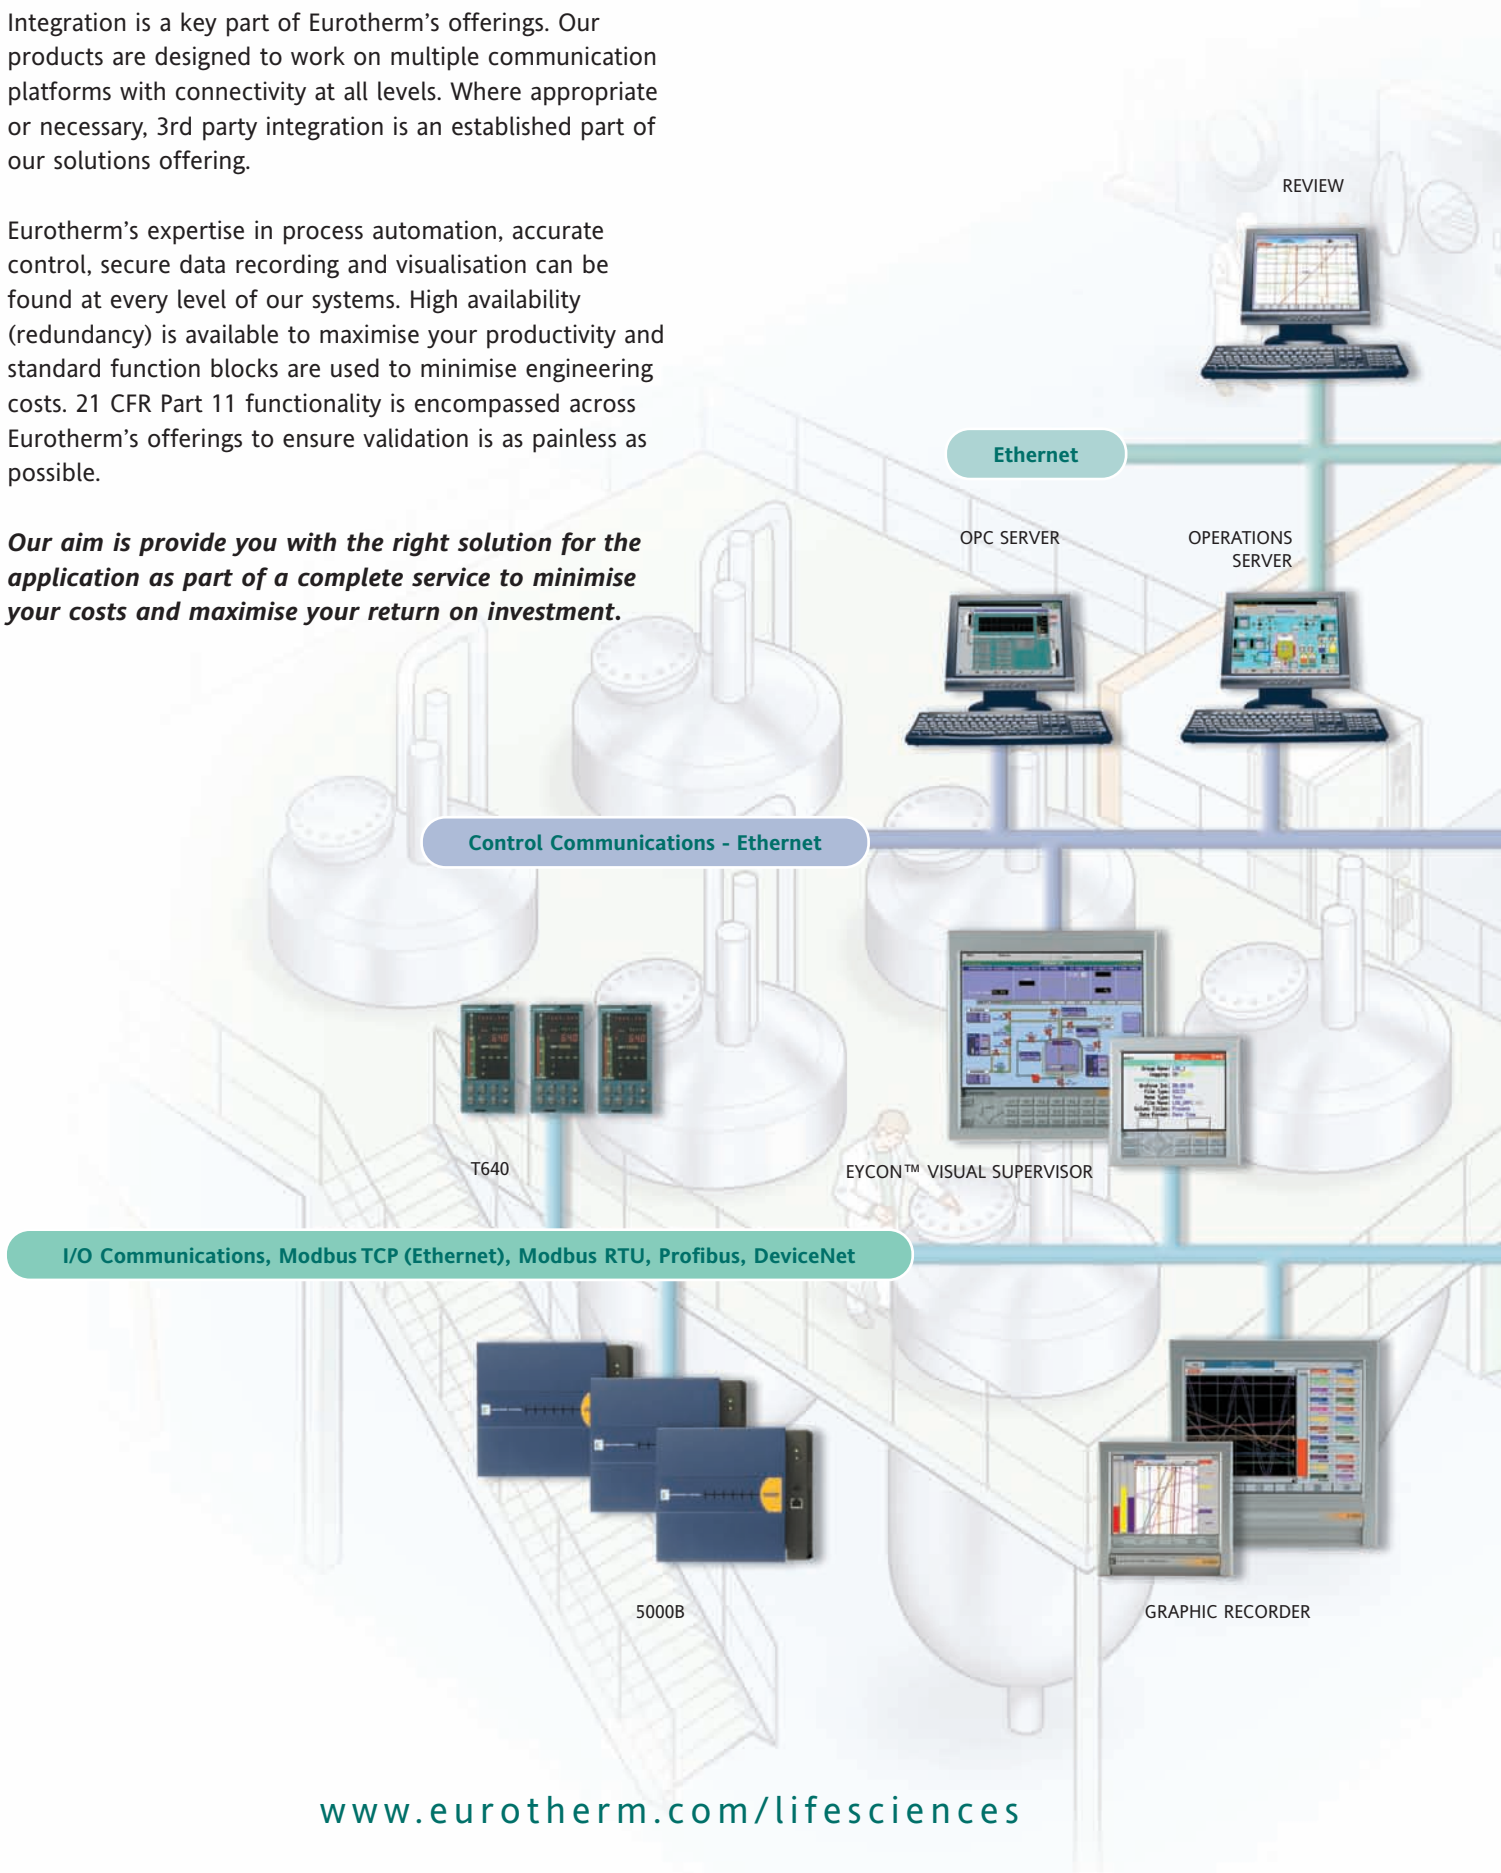 Integration is a key part of Eurotherm’s offerings. Our
products are designed to work on multiple communication
platforms with connectivity at all levels. Where appropriate
or necessary, 3rd party integration is an established part of
our solutions offering.
Eurotherm’s expertise in process automation, accurate
control, secure data recording and visualisation can be
found at every level of our systems. High availability
(redundancy) is available to maximise your productivity and
standard function blocks are used to minimise engineering
costs. 21 CFR Part 11 functionality is encompassed across
Eurotherm’s offerings to ensure validation is as painless as
possible.
Our aim is provide you with the right solution for the
application as part of a complete service to minimise
your costs and maximise your return on investment.
REVIEW
Ethernet
OPC SERVER
OPERATIONS
SERVER
Control Communications - Ethernet
T640
EYCON™ VISUAL SUPERVISOR
I/O Communications, Modbus TCP (Ethernet), Modbus RTU, Profibus, DeviceNet
5000B
GRAPHIC RECORDER
www.eurotherm.com/lifesciences